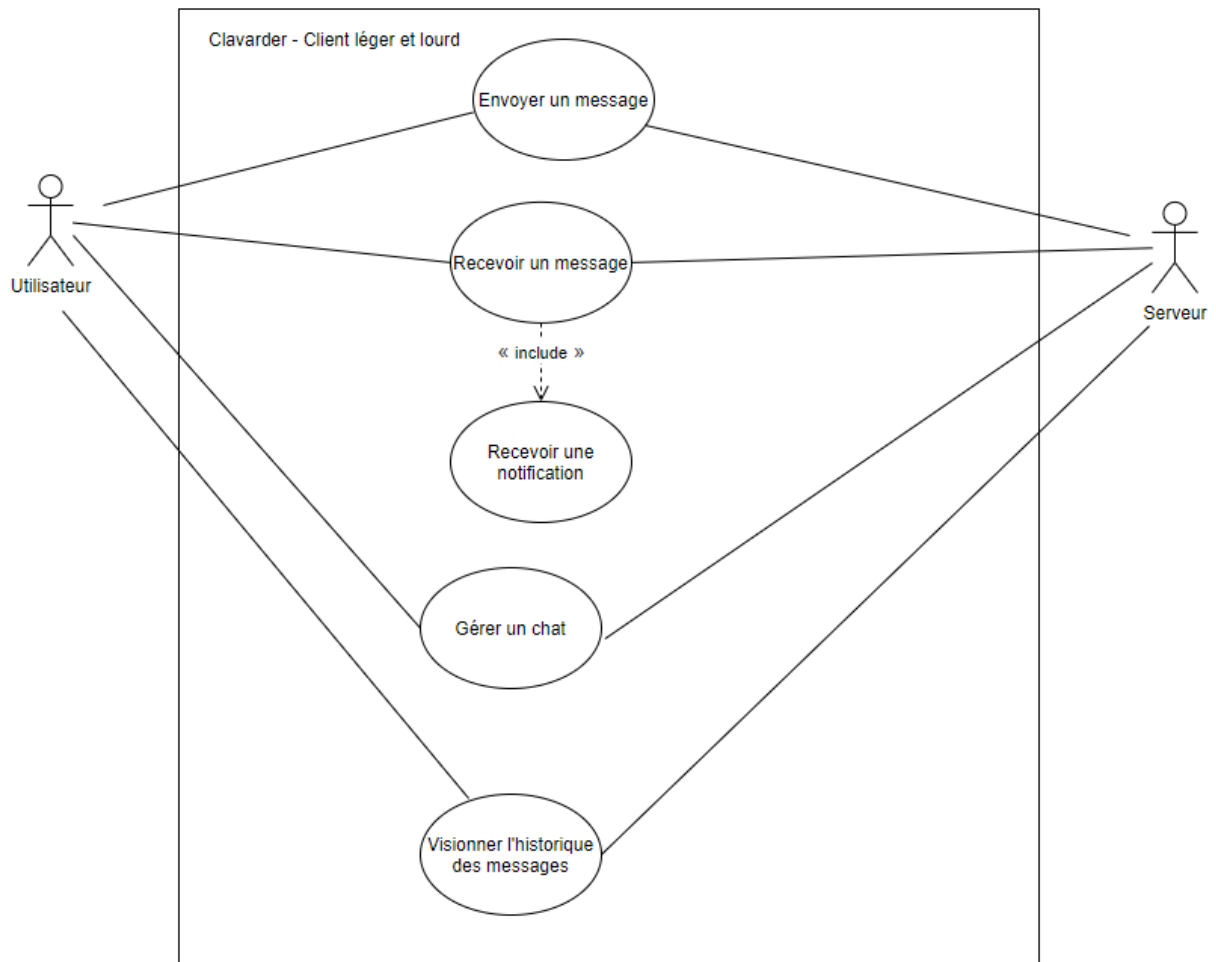 Clavarder - Client léger et lourd
Envoyer un message
Recevoir un message
Utilisateur
Serveur
« include »
Recevoir une
notification
Gérer un chat
Visionner l'historique
des messages